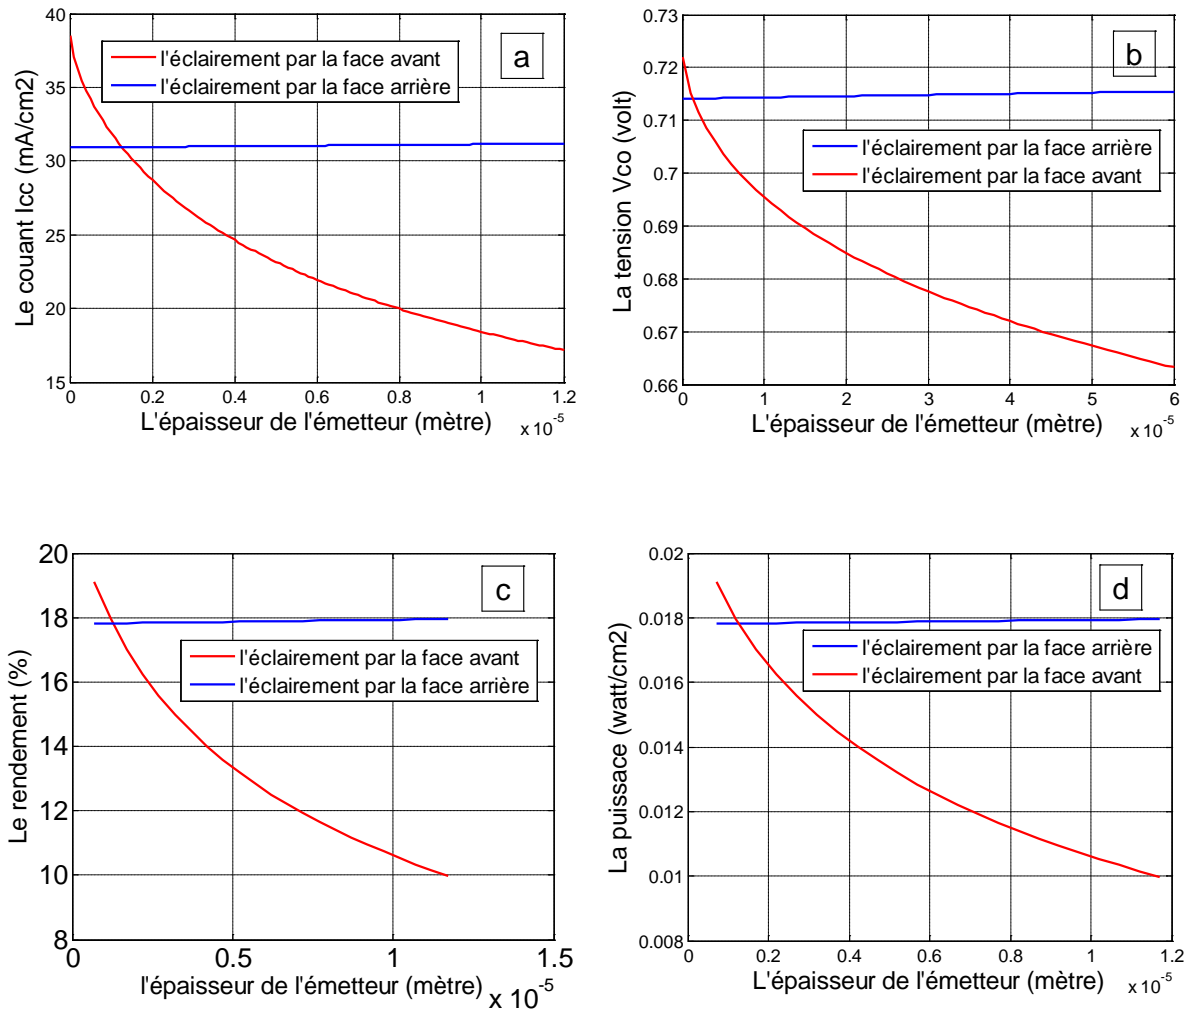 40
35
30
25
20
15
Le couant Icc (mA/cm2)
l'éclairement par la face avant
l'éclairement par la face arrière
a
0
0.2
0.4
0.6
0.8
1
1.2
L'épaisseur de l'émetteur (mètre)
x 10-5
0.73
0.72
0.71
0.7
0.69
0.68
0.67
0.66
La tension Vco (volt)
b
l'éclairement par la face arrière
l'éclairement par la face avant
0
1
2
3
4
5
6
L'épaisseur de l'émetteur (mètre)
x 10-5
20
18
16
14
12
10
8
Le rendement (%)
c
l'éclairement par la face avant
l'éclairement par la face arrière
0
0.5
1
1.5
l'épaisseur de l'émetteur (mètre)
x 10-5
0.02
0.018
0.016
0.014
0.012
0.01
0.008
La puissace (watt/cm2)
d
l'éclairement par la face arrière
l'éclairement par la face avant
0
0.2
0.4
0.6
0.8
1
1.2
L'épaisseur de l'émetteur (mètre)
x 10-5